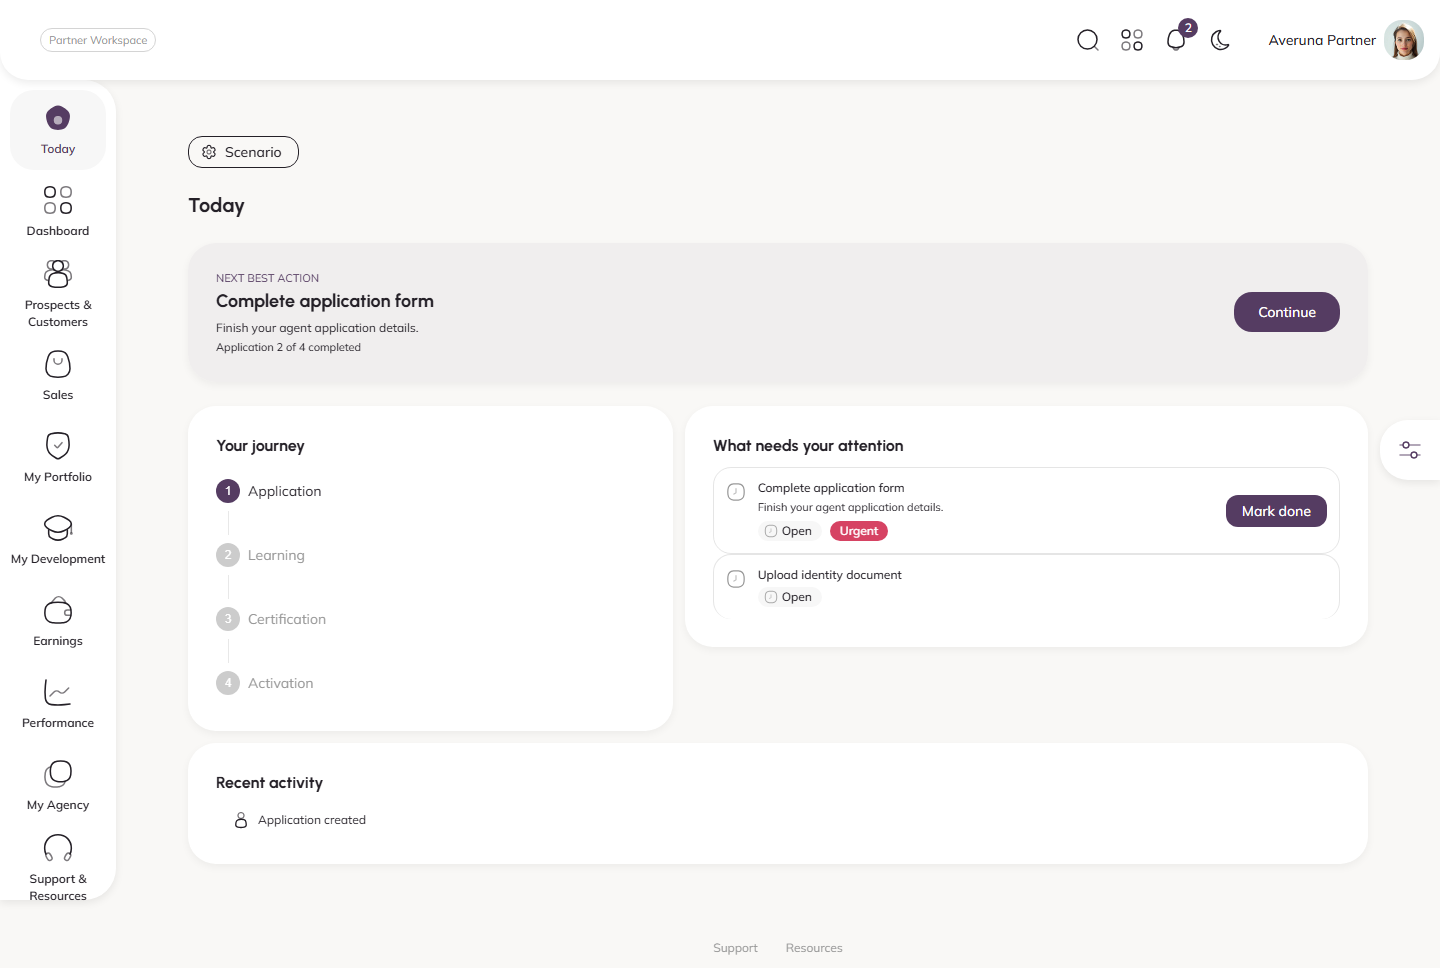 Partner Workspace
2
Averuna Partner
Today
Dashboard
Prospects &
Customers
Sales
My Portfolio
My Development
Earnings
Performance
My Agency
Support &
Resources
Scenario
Today
NEXT BEST ACTION
Complete application form
Finish your agent application details.
Application 2 of 4 completed
Continue
Your journey
1 Application
2 Learning
3 Certification
4 Activation
What needs your attention
Complete application form
Finish your agent application details.
Open Urgent
Mark done
Upload identity document
Open
Recent activity
Application created
Support Resources